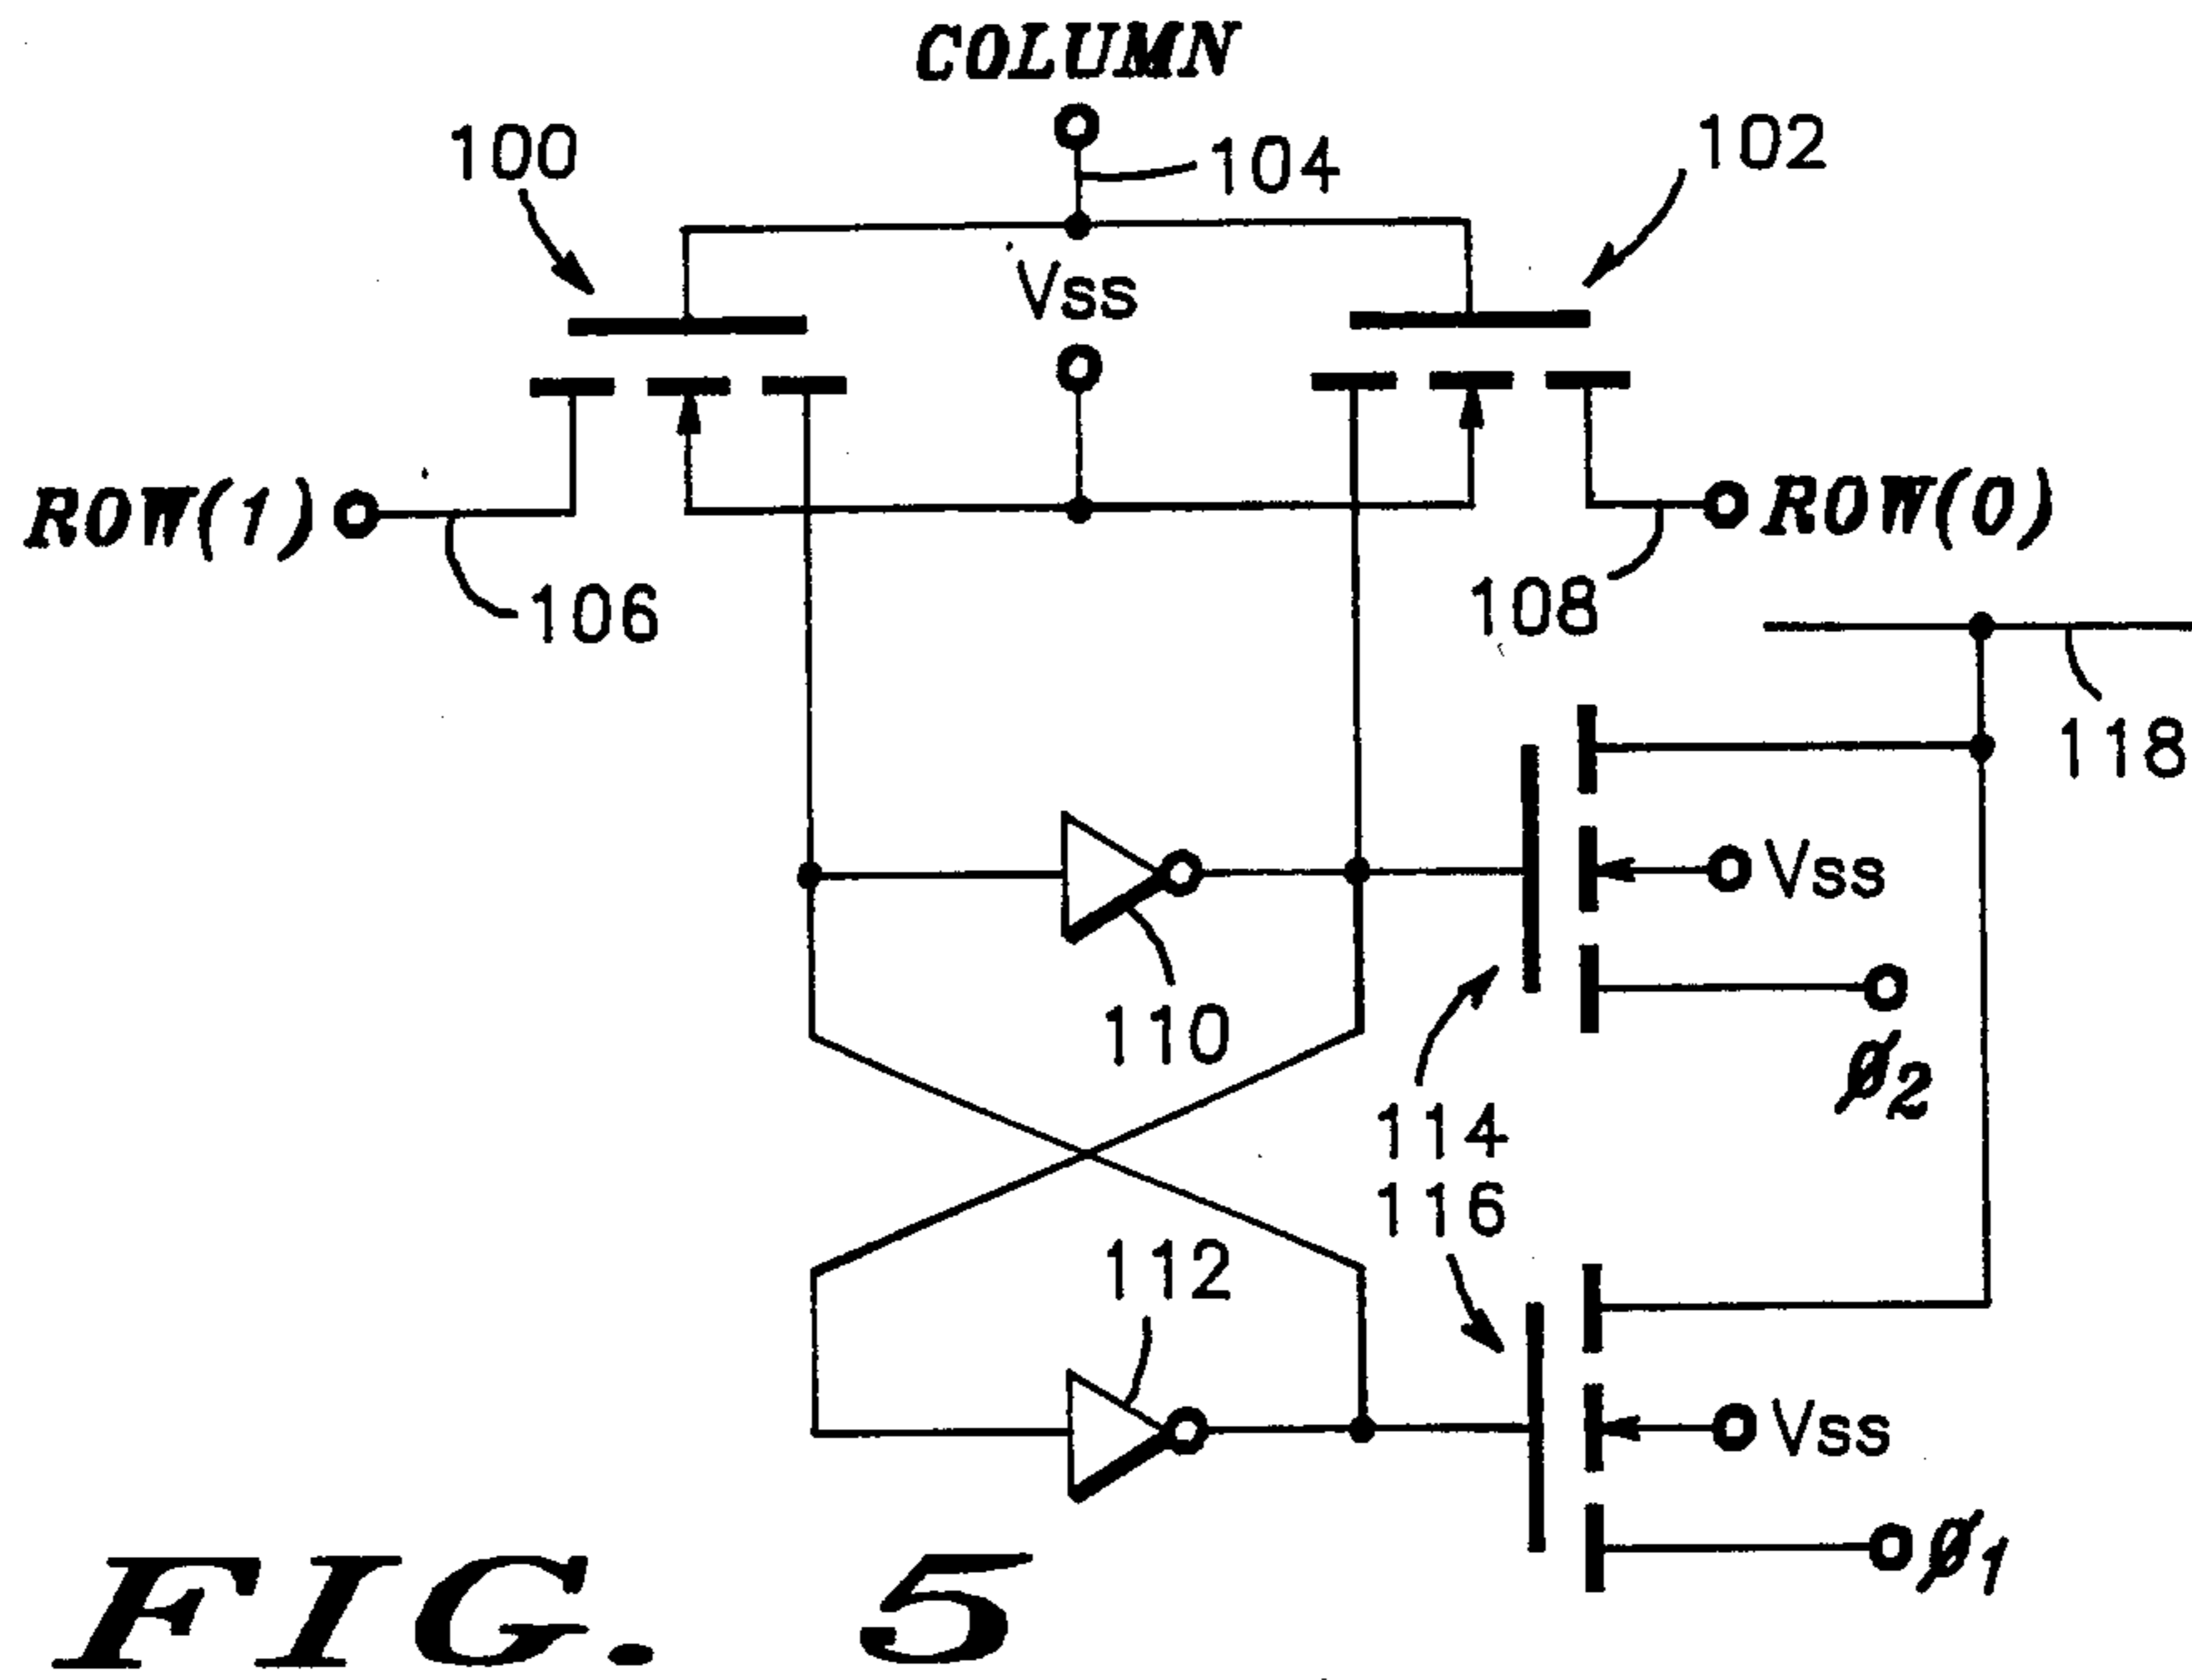 COLUMN
100
104
102
Vss
ROW(1)
ROW(0)
106
108
118
Vss
110
Ø2
114
116
112
Vss
Ø1
FIG. 5